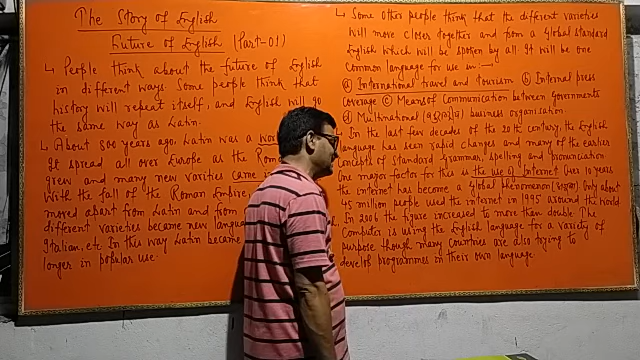 The Story of English
Future of English (Part-01)
↳ People think about the future of English
in different ways. Some people think that
history will repeat itself, and English will go
the same way as Latin.
↳ About 800 years ago, Latin was a
It spread all over Europe as the Rom
grew and many new varities came in
with the fall of the Roman Empire,
moved apart from Latin and from
different varieties became new langua
Italian, etc. In this way Latin became
longer in popular use.
↳ Some other people think that the different varieties
will move closer together and form a global standard
English which will be spoken by all. It will be one
common language for use in :—
(a) International travel and tourism (b) Internal press
coverage (c) Means of Communication between Governments
(d) Multinational business organisation.
In the last few decades of the 20th century, the English
language has seen rapid changes and many of the earlier
concepts of Standard Grammar, spelling and pronunciation.
One major factor for this is the use of Internet. Over 10 years
the internet has become a global phenomenon Only about
45 million people used the internet in 1995 around the world.
In 2006 the figure increased to more than double. The
Computer is using the English language for a variety of
purpose though many Countries are also trying to
develop programmes in their own language.